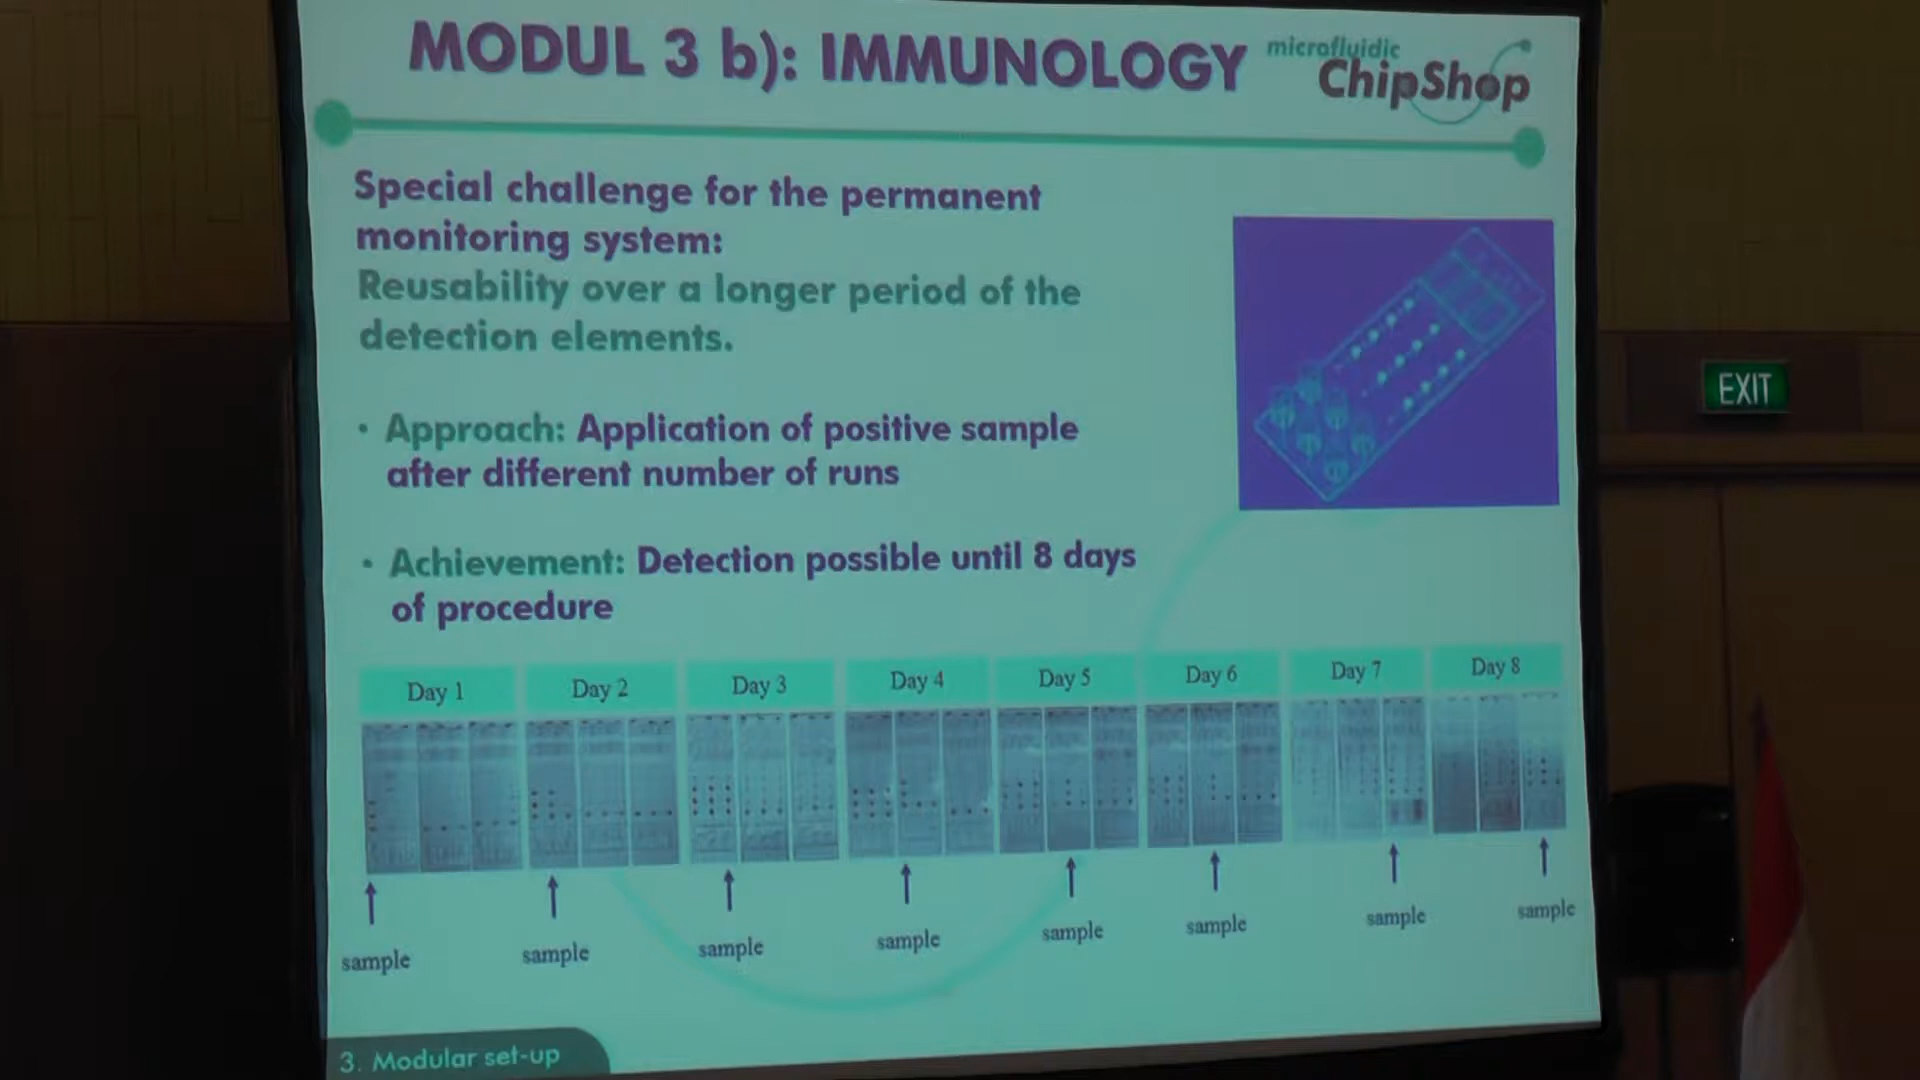 MODUL 3 b): IMMUNOLOGY
microfluidic
ChipShop
Special challenge for the permanent
monitoring system:
Reusability over a longer period of the
detection elements.
• Approach: Application of positive sample
after different number of runs
• Achievement: Detection possible until 8 days
of procedure
Day 1 Day 2 Day 3 Day 4 Day 5 Day 6 Day 7 Day 8
sample sample sample sample sample sample sample sample
3. Modular set-up
EXIT